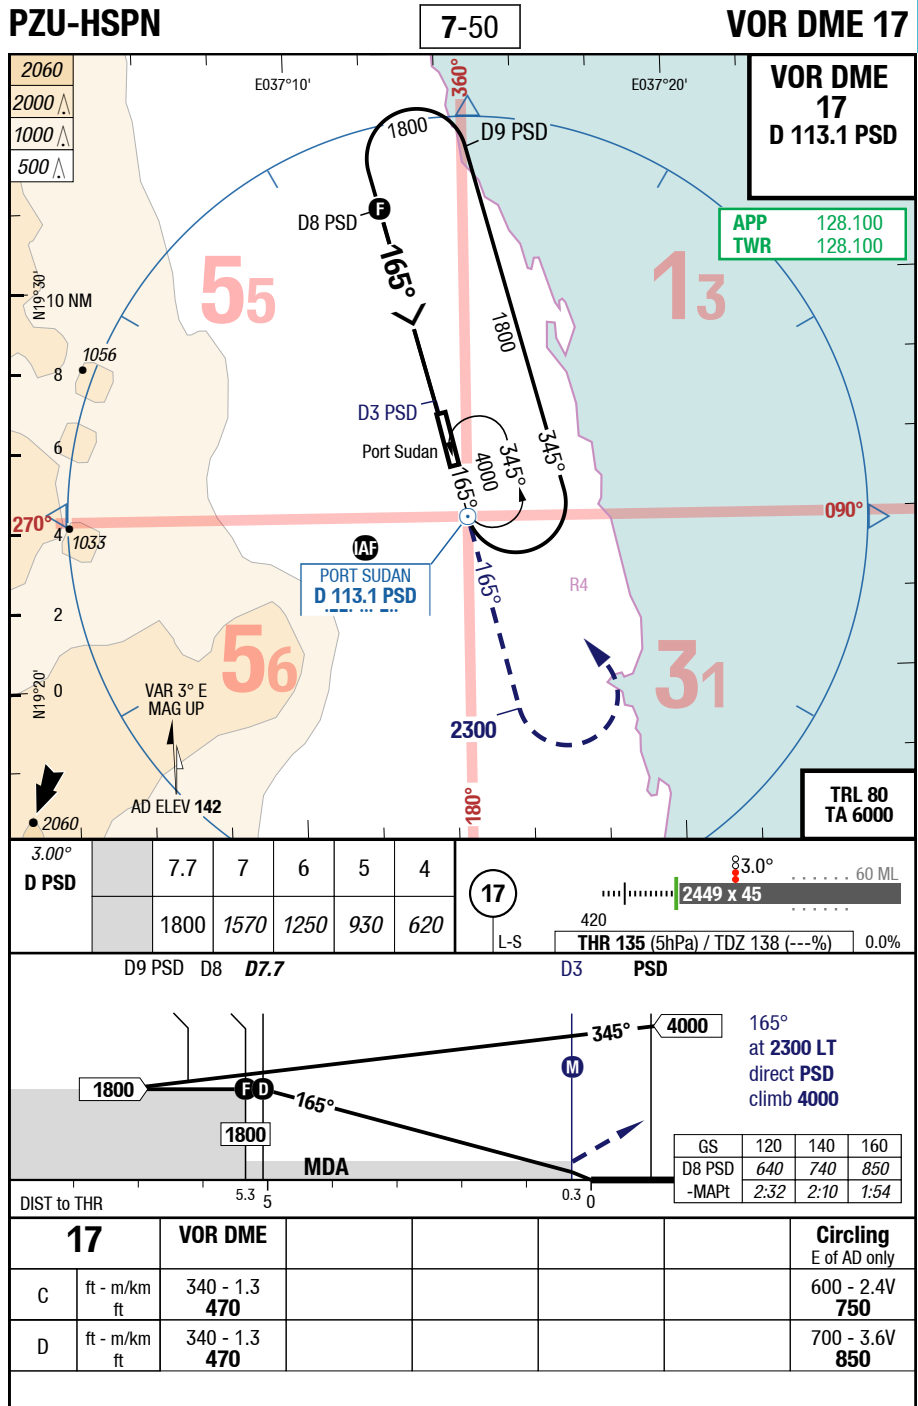 PZU-HSPN
7-50
VOR DME 17
2060
2000
1000
500
E037°10'
360°
E037°20'
VOR DME
17
D 113.1 PSD
1800
D9 PSD
D8 PSD
F
APP 128.100
TWR 128.100
165°
55
13
N19°30'
10 NM
1800
1056
8
D3 PSD
6
Port Sudan
345°
4000
345°
165°
270°
090°
4
1033
IAF
PORT SUDAN
D 113.1 PSD
165°
R4
2
56
31
N19°20'
0
VAR 3° E
MAG UP
2300
AD ELEV 142
180°
2060
TRL 80
TA 6000
3.00°
D PSD
7.7 7 6 5 4
1800 1570 1250 930 620
17
L-S
3.0°
60 ML
2449 x 45
420
THR 135 (5hPa) / TDZ 138 (---%)
0.0%
D9 PSD D8 D7.7 D3 PSD
345°
4000
165°
at 2300 LT
direct PSD
climb 4000
M
1800
F D
165°
1800
MDA
GS 120 140 160
D8 PSD 640 740 850
-MAPt 2:32 2:10 1:54
DIST to THR
5.3 5 0.3 0
17 VOR DME Circling
E of AD only
C ft - m/km 340 - 1.3 600 - 2.4V
ft 470 750
D ft - m/km 340 - 1.3 700 - 3.6V
ft 470 850